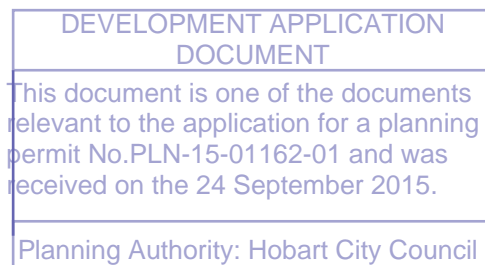 DEVELOPMENT APPLICATION
DOCUMENT
This document is one of the documents
relevant to the application for a planning
permit No.PLN-15-01162-01 and was
received on the 24 September 2015.
Planning Authority: Hobart City Council